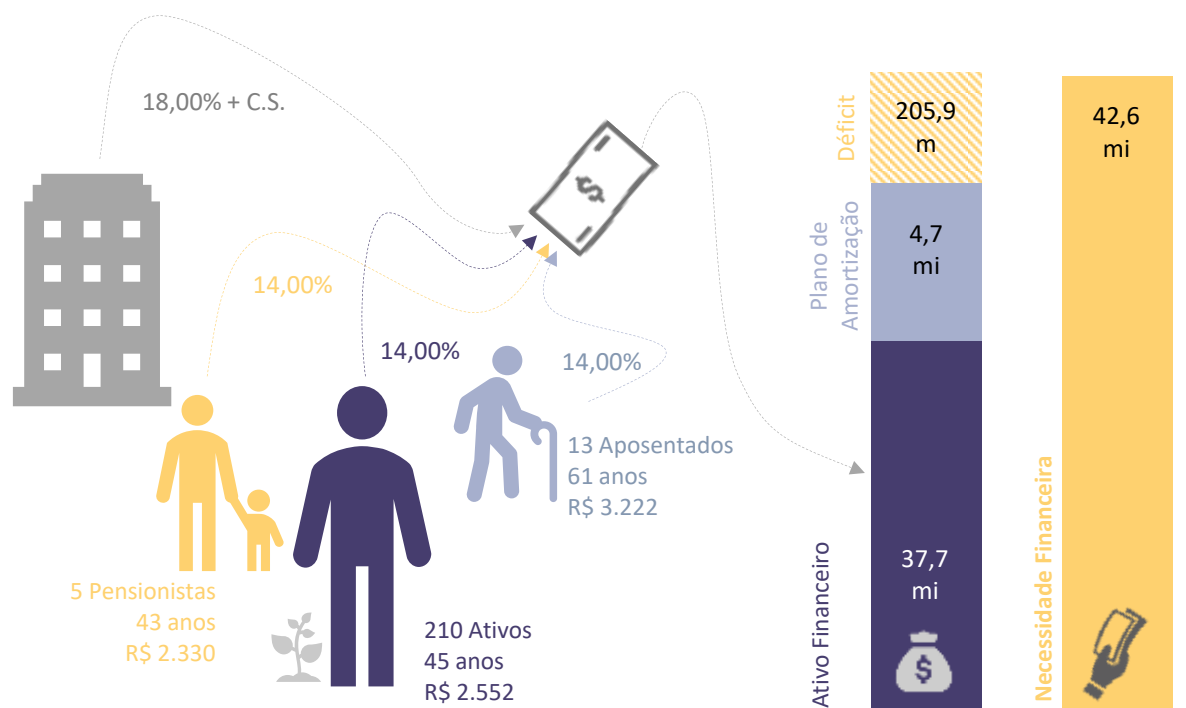 18,00% + C.S.
14,00%
14,00%
14,00%
5 Pensionistas
43 anos
R$ 2.330
210 Ativos
45 anos
R$ 2.552
13 Aposentados
61 anos
R$ 3.222
$
Déficit
205,9
m
Plano de
Amortização
4,7
mi
Ativo Financeiro
37,7
mi
$
Necessidade Financeira
42,6
mi